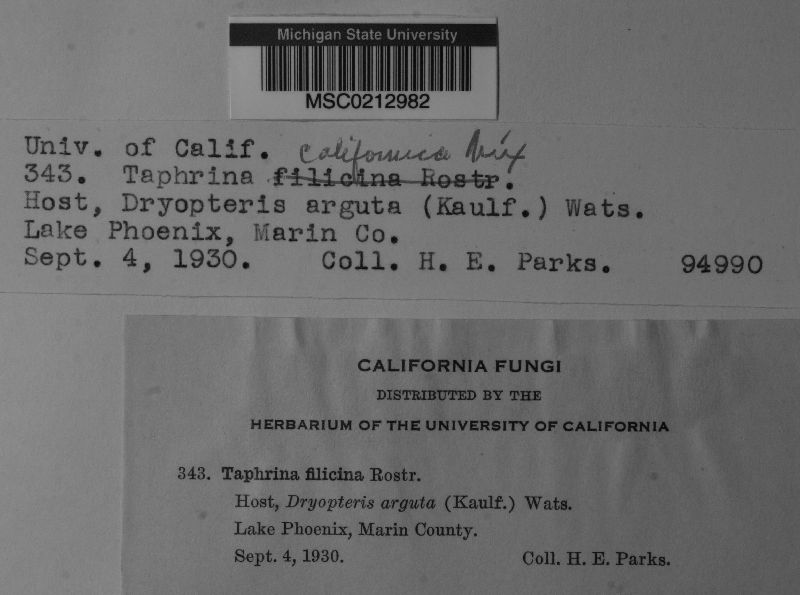 Michigan State University
MSC0212982
Univ. of Calif. californica Mix
343. Taphrina filicina Rostr.
Host, Dryopteris arguta (Kaulf.) Wats.
Lake Phoenix, Marin Co.
Sept. 4, 1930. Coll. H. E. Parks. 94990
CALIFORNIA FUNGI
DISTRIBUTED BY THE
HERBARIUM OF THE UNIVERSITY OF CALIFORNIA
343. Taphrina filicina Rostr.
Host, Dryopteris arguta (Kaulf.) Wats.
Lake Phoenix, Marin County.
Sept. 4, 1930. Coll. H. E. Parks.